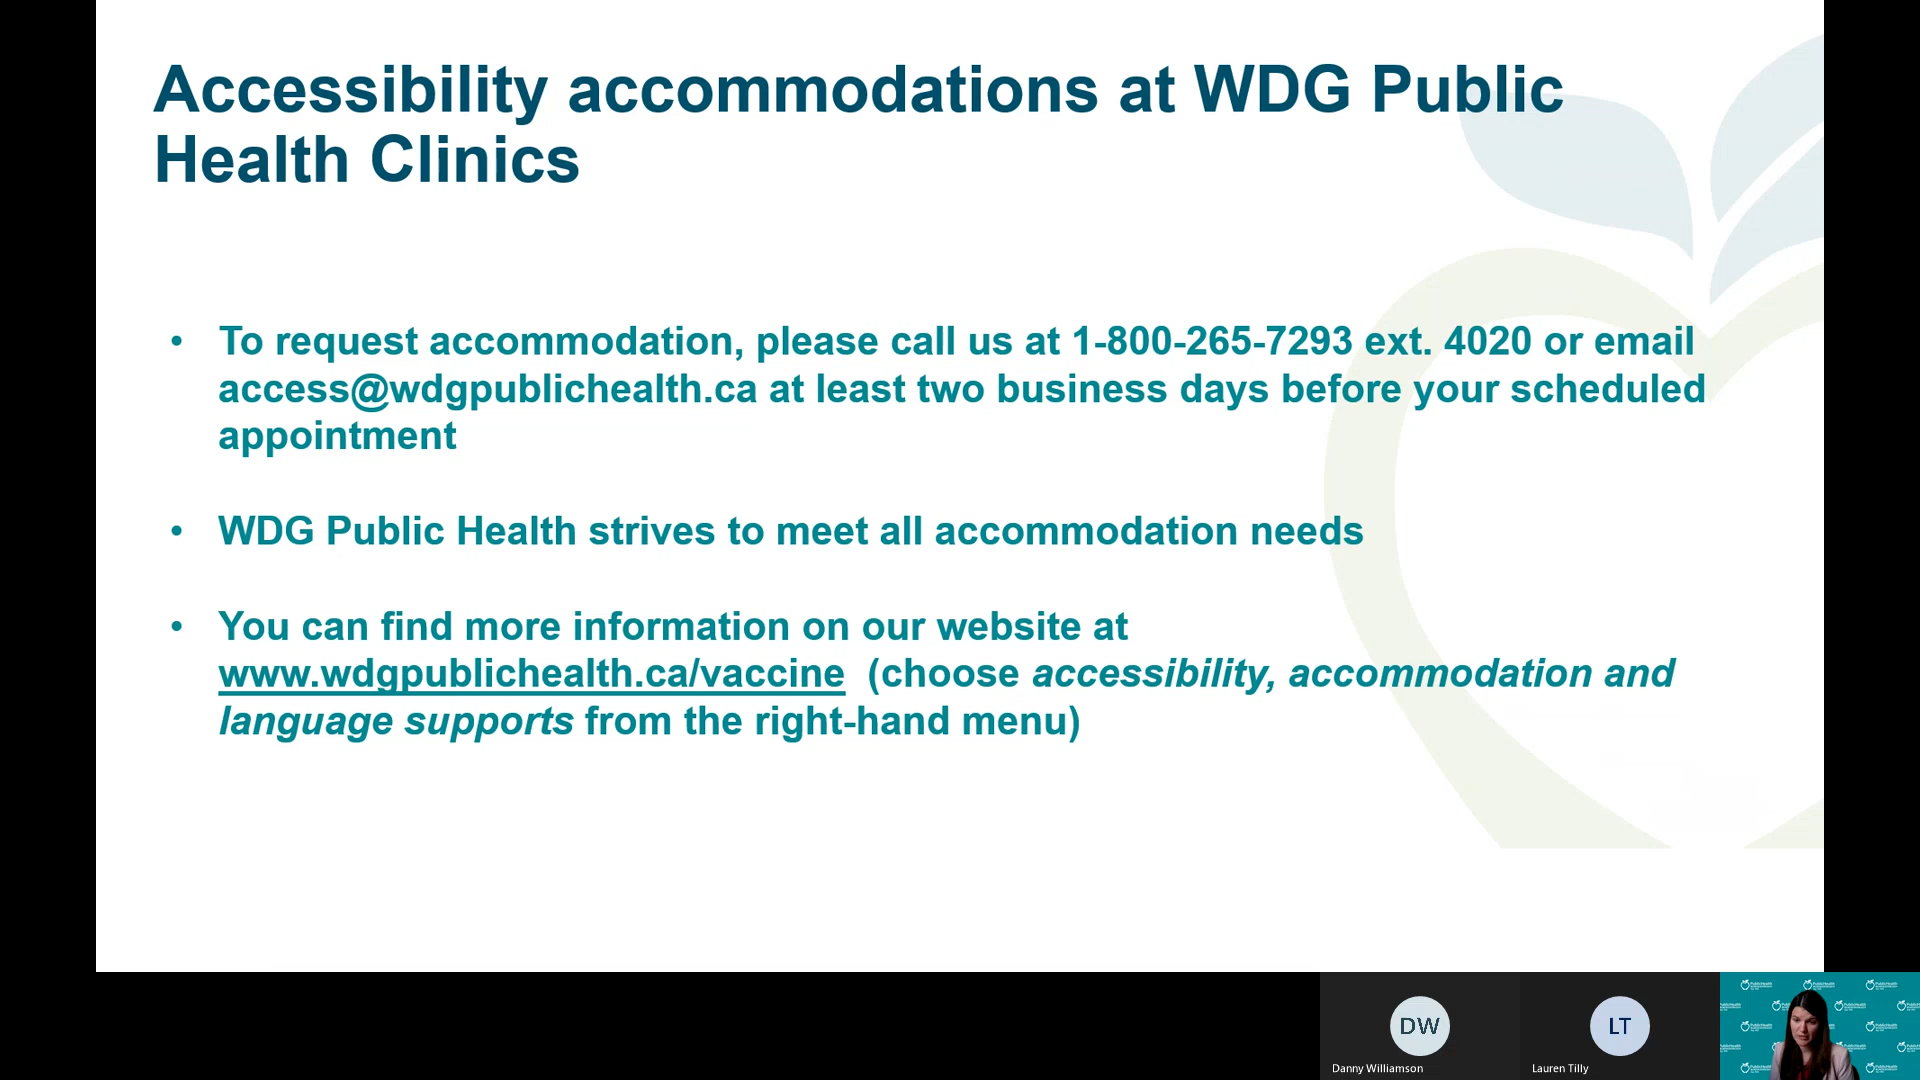 Accessibility accommodations at WDG Public
Health Clinics
• To request accommodation, please call us at 1-800-265-7293 ext. 4020 or email
access@wdgpublichealth.ca at least two business days before your scheduled
appointment
• WDG Public Health strives to meet all accommodation needs
• You can find more information on our website at
www.wdgpublichealth.ca/vaccine (choose accessibility, accommodation and
language supports from the right-hand menu)
DW
Danny Williamson
LT
Lauren Tilly
PublicHealth